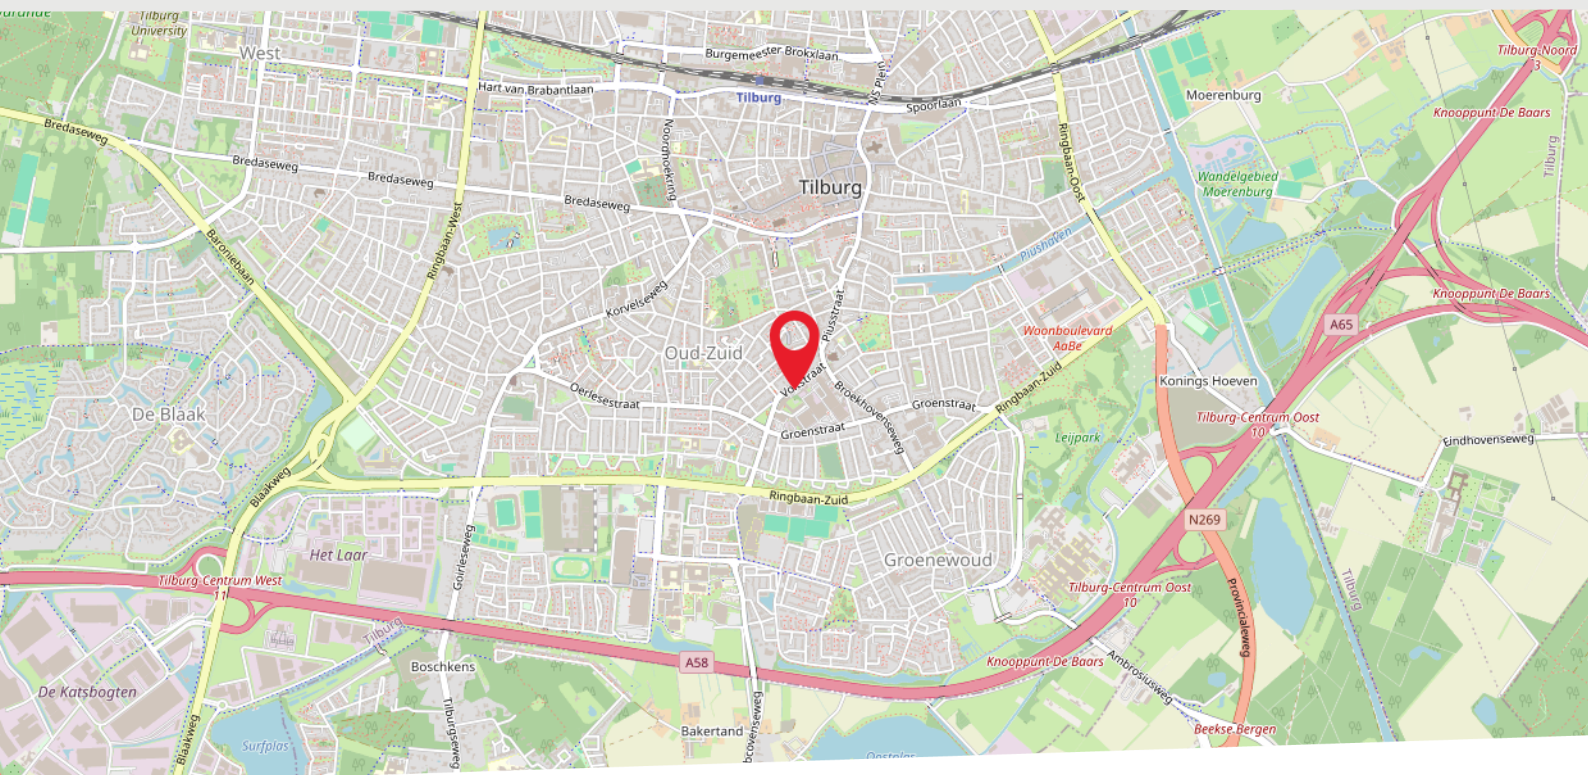 Tilburg
University
West
Burgemeester Brokxlaan
Tilburg-Noord
3
Hart van Brabantlaan
Tilburg
NS Plein
Spoorlaan
Moerenburg
Knooppunt De Baars
Bredaseweg
Noordhoekring
Ringbaan-Oost
Tilburg
Bredaseweg
Bredaseweg
Tilburg
Wandelgebied
Moerenburg
Bredaseweg
Ringbaan-West
Baroniebaan
Piushaven
Korvelseweg
Piusstraat
Knooppunt De Baars
A65
Woonboulevard
AaBe
Oud-Zuid
Ringbaan-Zuid
Konings Hoeven
De Blaak
Oerlesestraat
Broekhovenseweg
Groenstraat
Tilburg-Centrum Oost
10
Groenstraat
Leijpark
Eindhovenseweg
Blaakweg
Ringbaan-Zuid
N269
Het Laar
Goirleseweg
Groenewoud
Tilburg-Centrum West
11
Tilburg-Centrum Oost
10
Tilburg
Provincialeweg
Tilburg
Boschkens
A58
Knooppunt De Baars
Ambrosiusweg
De Katsbogten
Tilburgseweg
Bakertand
Beekse Bergen
Blaakweg
Surfplas